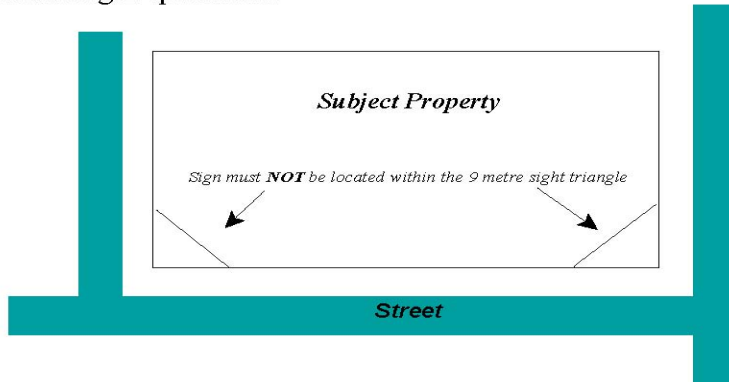 Subject Property
Sign must NOT be located within the 9 metre sight triangle
Street